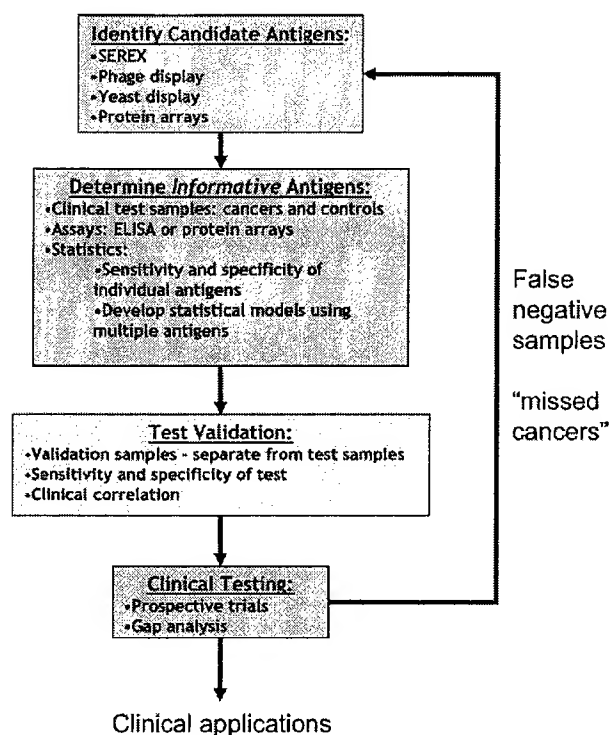 Identify Candidate Antigens:
•SEREX
•Phage display
•Yeast display
•Protein arrays
Determine Informative Antigens:
•Clinical test samples: cancers and controls
•Assays: ELISA or protein arrays
•Statistics:
•Sensitivity and specificity of
individual antigens
•Develop statistical models using
multiple antigens
False
negative
samples
"missed
cancers"
Test Validation:
•Validation samples - separate from test samples
•Sensitivity and specificity of test
•Clinical correlation
Clinical Testing:
•Prospective trials
•Gap analysis
Clinical applications